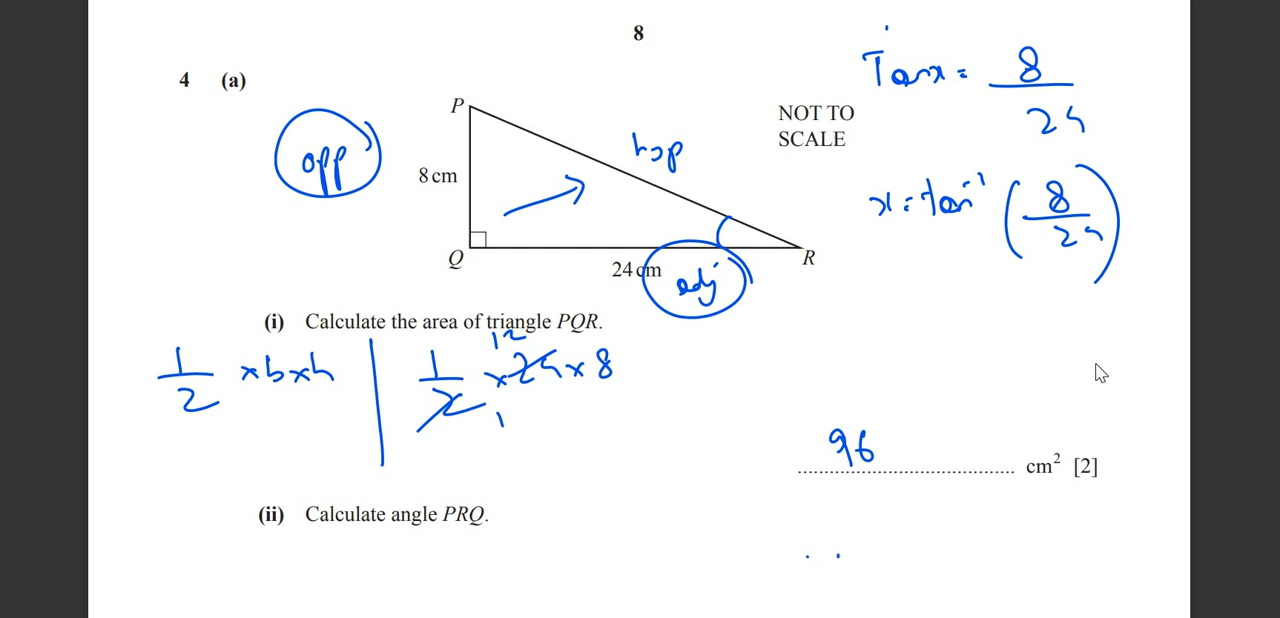 8
4 (a)
Tan x = 8/24
P
opp
hyp
NOT TO
SCALE
8 cm
x = tan⁻¹ (8/24)
Q
R
24 cm
adj
(i) Calculate the area of triangle PQR.
1/2 × b × h
1/2 × 24 × 8
12
1
96
cm² [2]
(ii) Calculate angle PRQ.